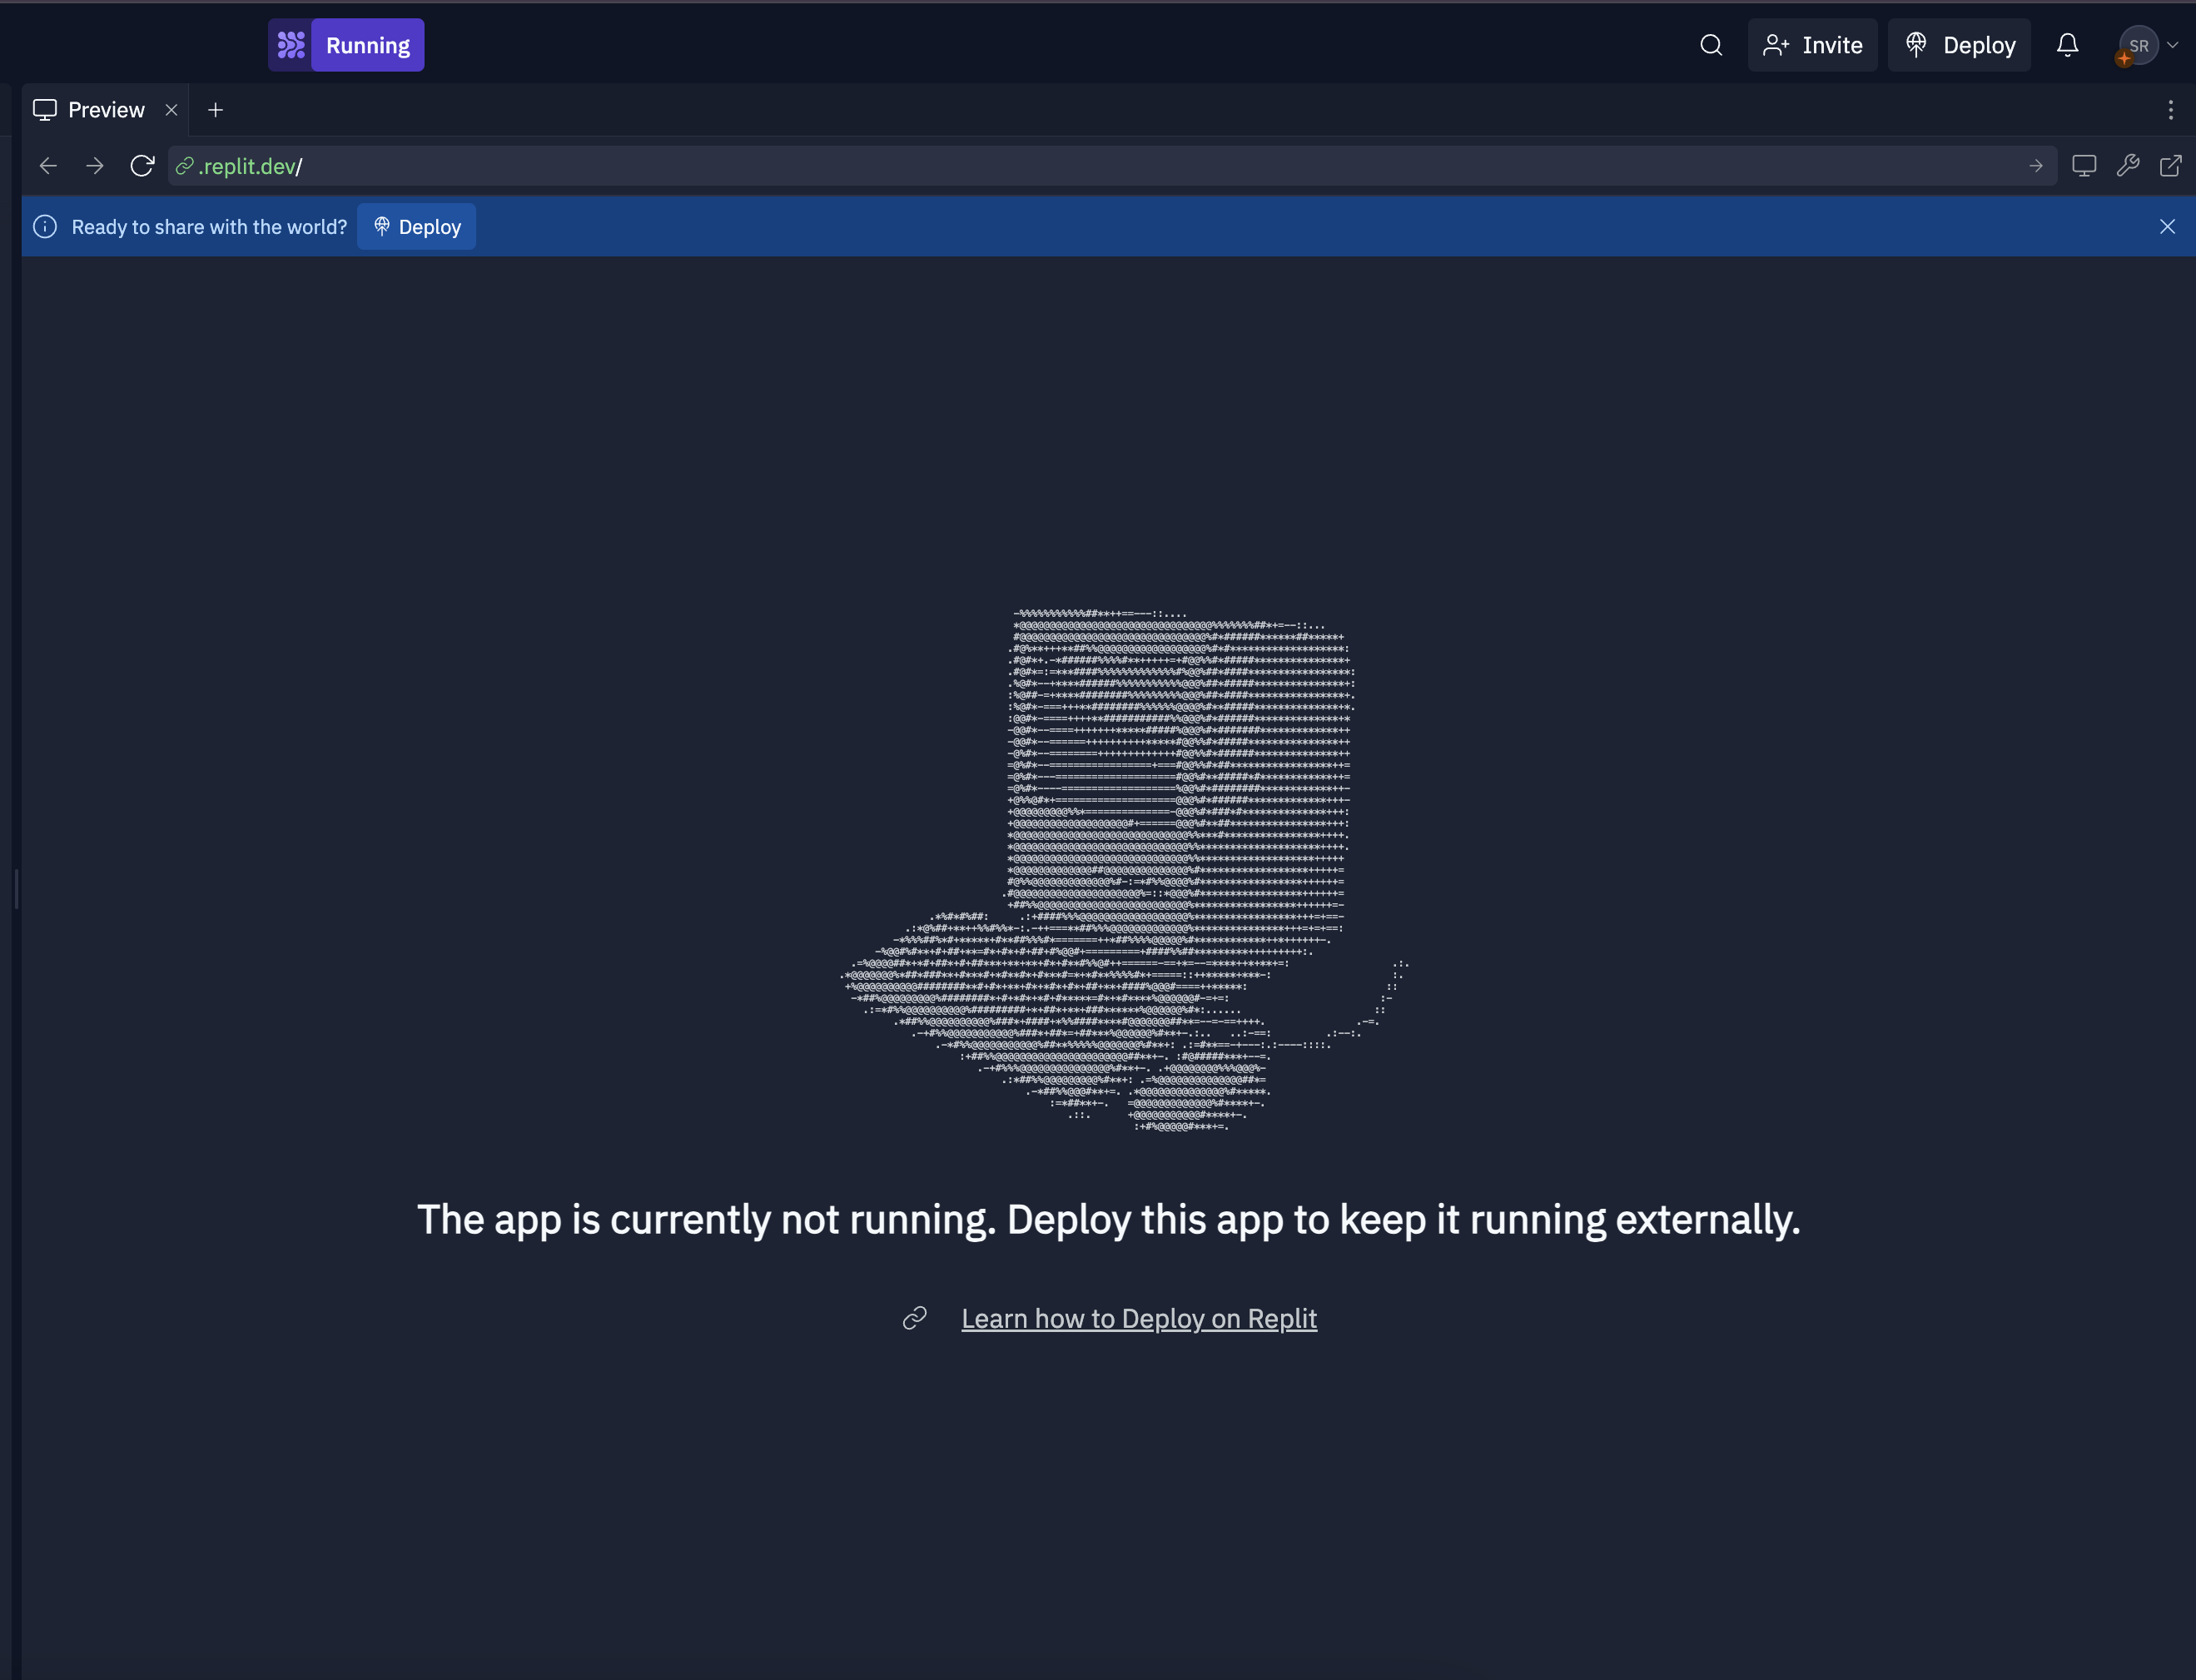 Running
Invite
Deploy
SR
Preview
.replit.dev/
Ready to share with the world?
Deploy
The app is currently not running. Deploy this app to keep it running externally.
Learn how to Deploy on Replit